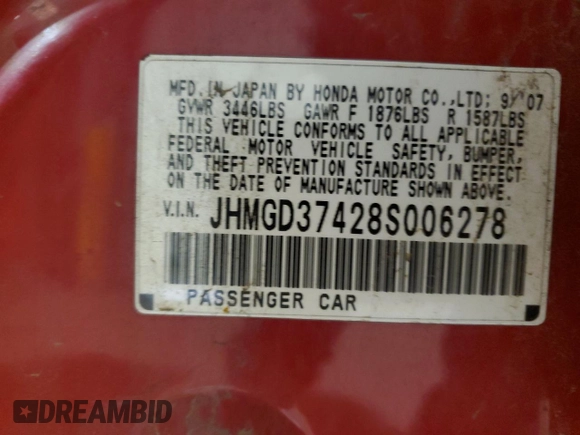 MFD. IN JAPAN BY HONDA MOTOR CO.,LTD; 9/07
GVWR 3446LBS GAWR F 1876LBS R 1587LBS
THIS VEHICLE CONFORMS TO ALL APPLICABLE
FEDERAL MOTOR VEHICLE SAFETY, BUMPER,
AND THEFT PREVENTION STANDARDS IN EFFECT
ON THE DATE OF MANUFACTURE SHOWN ABOVE.
V.I.N. JHMGD37428S006278
PASSENGER CAR
DREAMBID